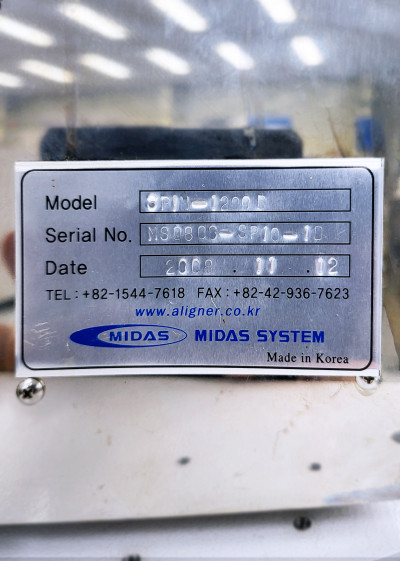 Model SPIN-1200D
Serial No.
Date 11 . 12
TEL : +82-1544-7618 FAX : +82-42-936-7623
www.aligner.co.kr
MIDAS MIDAS SYSTEM
Made in Korea